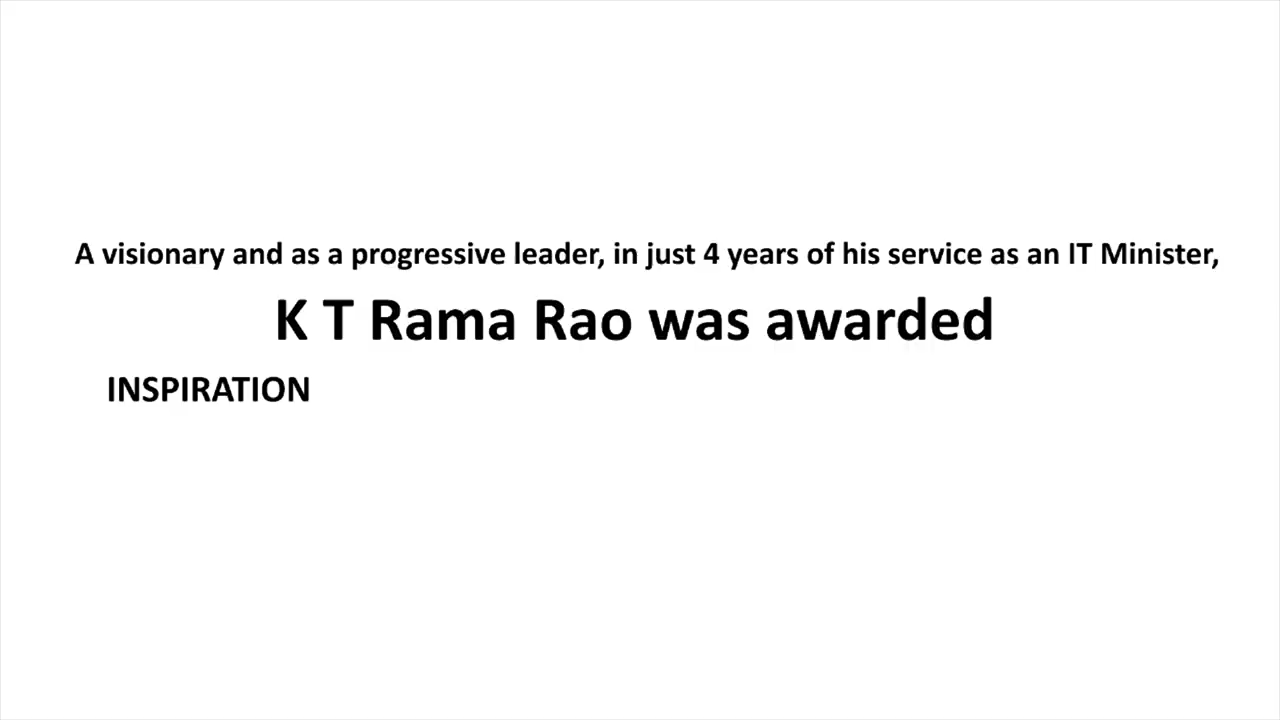 A visionary and as a progressive leader, in just 4 years of his service as an IT Minister,
K T Rama Rao was awarded
INSPIRATION